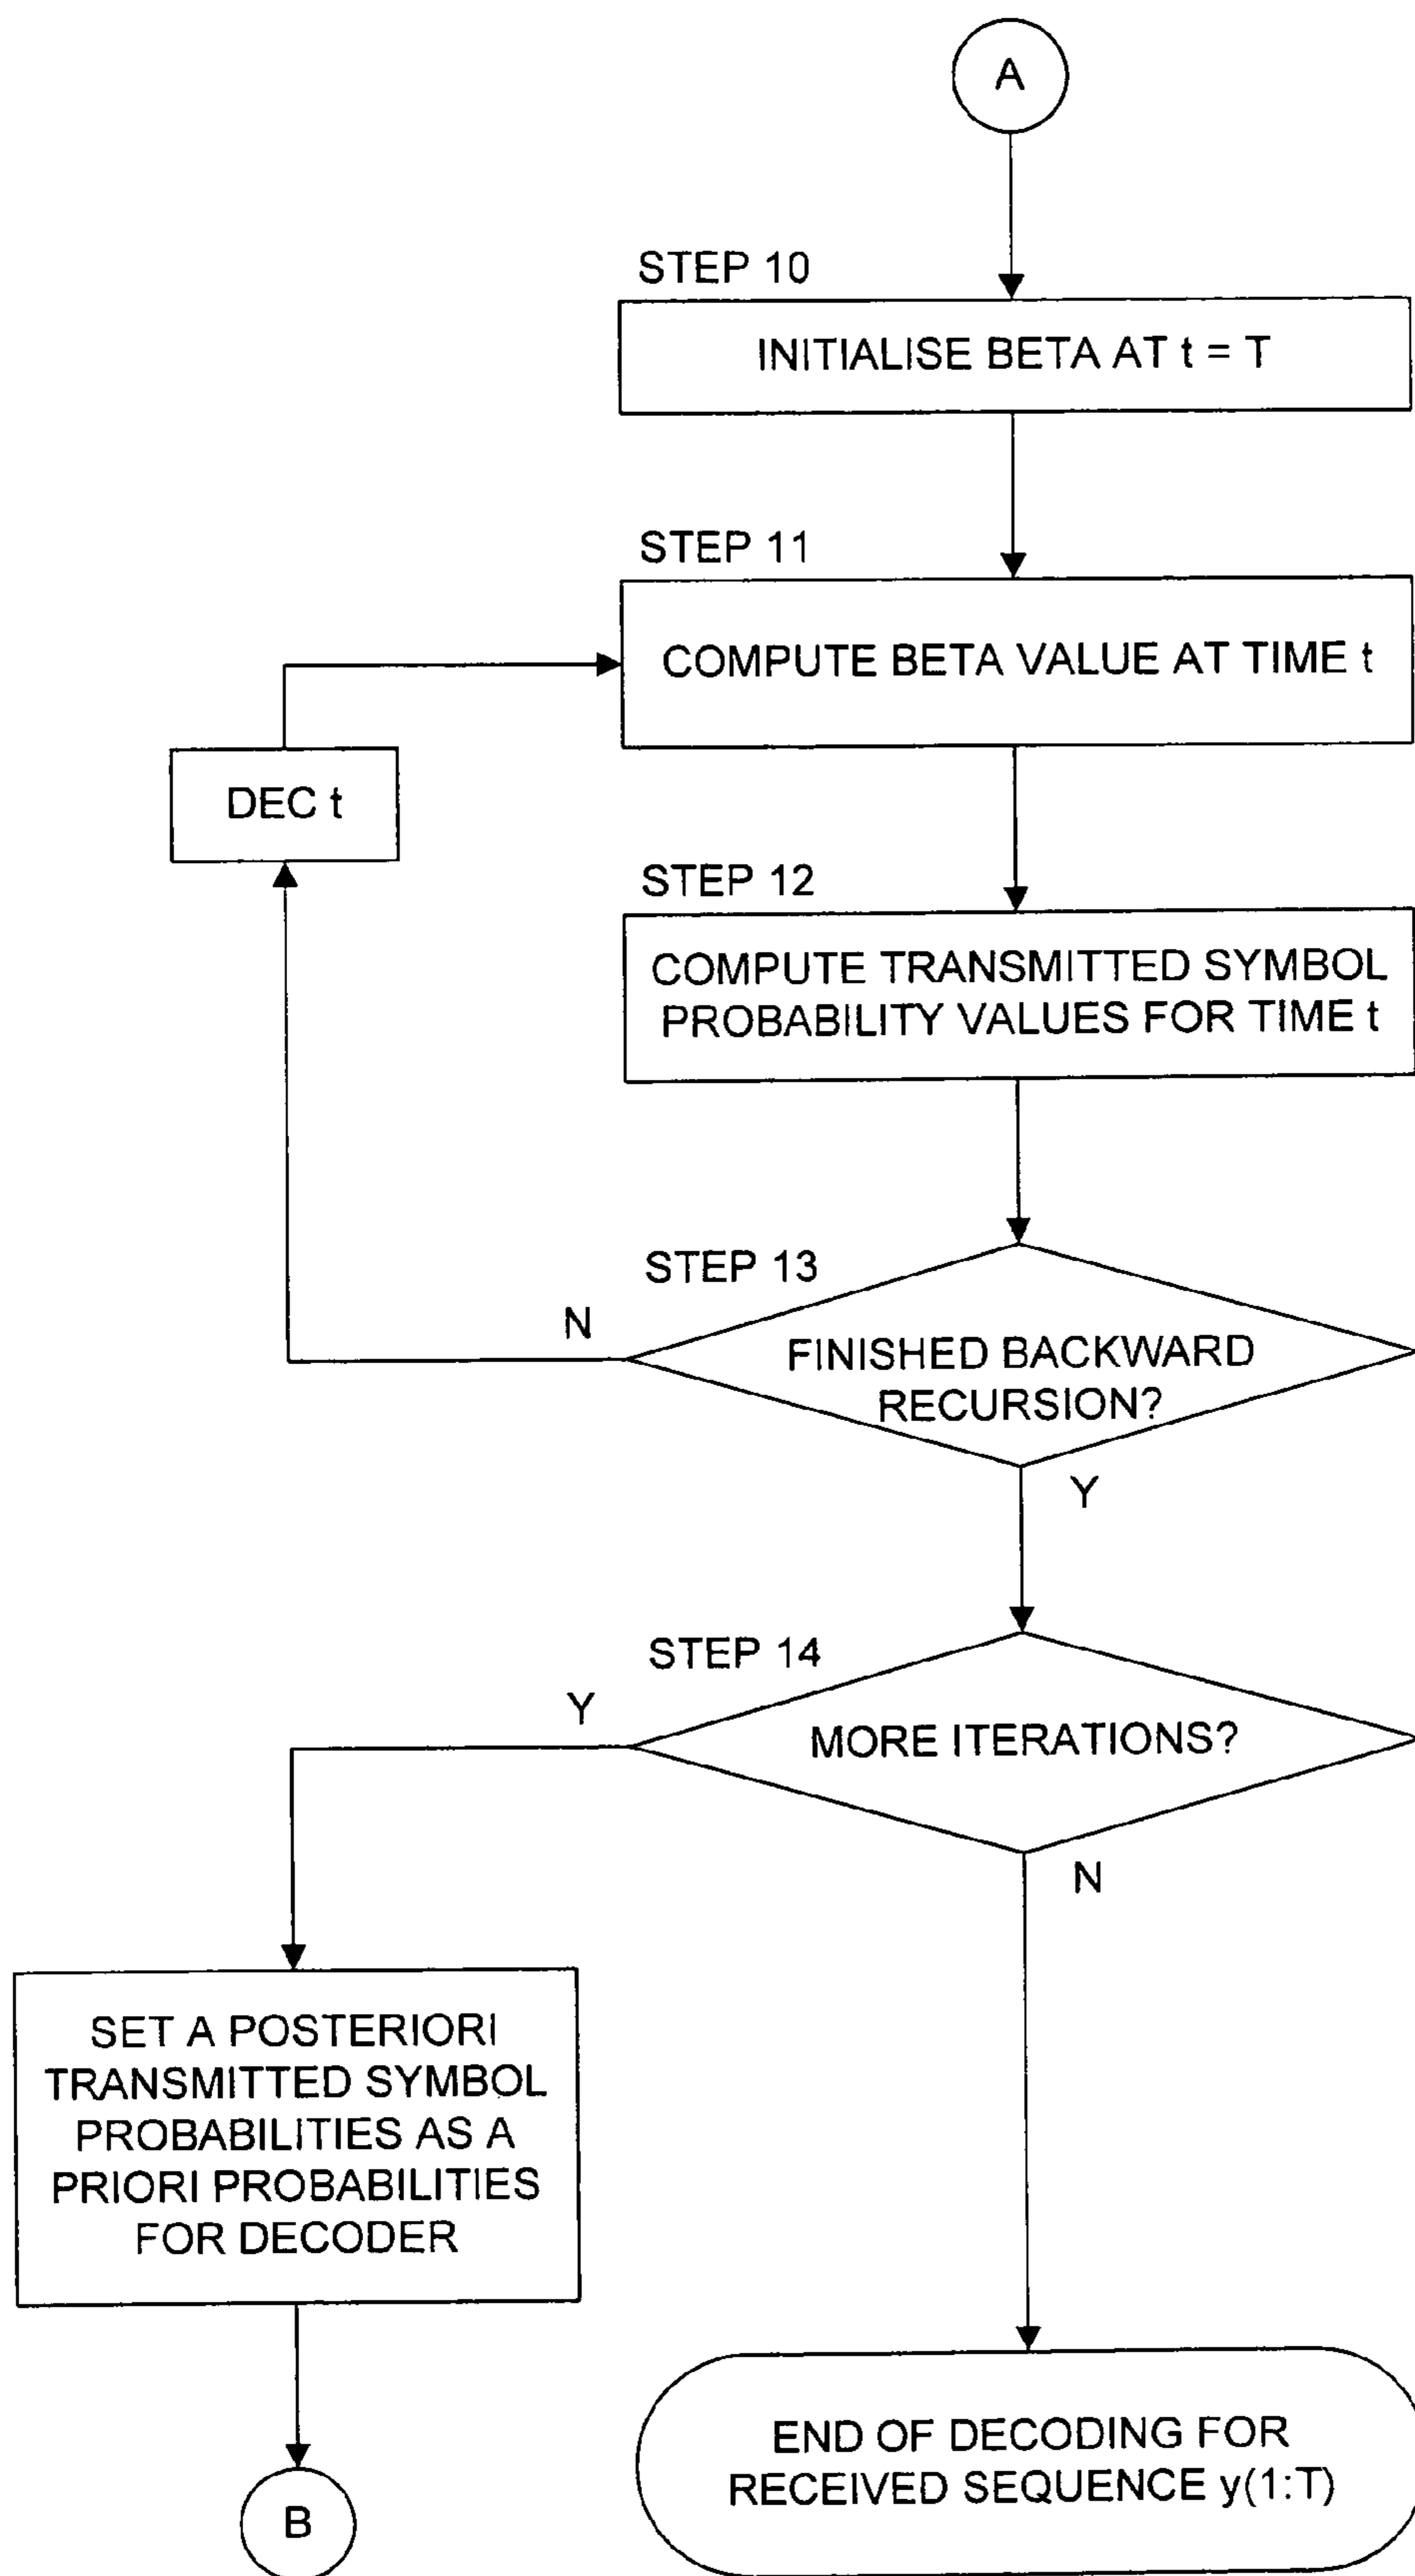 A
STEP 10
INITIALISE BETA AT t = T
STEP 11
COMPUTE BETA VALUE AT TIME t
DEC t
STEP 12
COMPUTE TRANSMITTED SYMBOL
PROBABILITY VALUES FOR TIME t
STEP 13
N
FINISHED BACKWARD
RECURSION?
Y
STEP 14
Y
MORE ITERATIONS?
N
SET A POSTERIORI
TRANSMITTED SYMBOL
PROBABILITIES AS A
PRIORI PROBABILITIES
FOR DECODER
END OF DECODING FOR
RECEIVED SEQUENCE y(1:T)
B